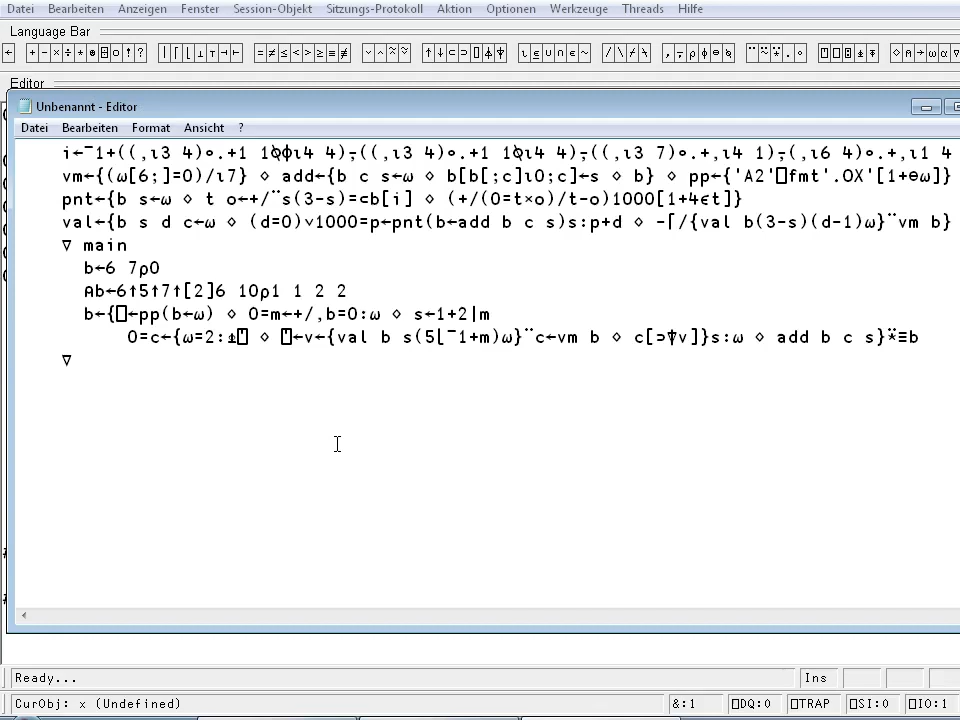 Datei Bearbeiten Anzeigen Fenster Session-Objekt Sitzungs-Protokoll Aktion Optionen Werkzeuge Threads Hilfe
Language Bar
Editor
Unbenannt - Editor
Datei Bearbeiten Format Ansicht ?
i←¯1+((,⍳3 4)∘.+1 1⍉⌽⍳4 4)⍪((,⍳3 4)∘.+1 1⍉⍳4 4)⍪((,⍳3 7)∘.+,⍳4 1)⍪(,⍳6 4)∘.+,⍳1 4
vm←{(⍵[6;]=0)/⍳7} ⋄ add←{b c s←⍵ ⋄ b[b[;c]⍳0;c]←s ⋄ b} ⋄ pp←{'A2'⎕fmt'.OX'[1+⊖⍵]}
pnt←{b s←⍵ ⋄ t o←+/¨s(3-s)=⊂b[i] ⋄ (+/(0=t×o)/t-o)1000[1+4∊t]}
val←{b s d c←⍵ ⋄ (d=0)∨1000=p←pnt(b←add b c s)s:p+d ⋄ -⌈/{val b(3-s)(d-1)⍵}¨vm b}
∇ main
b←6 7⍴0
⍝b←6↑5↑7↑[2]6 10⍴1 1 2 2
b←{⎕←pp(b←⍵) ⋄ 0=m←+/,b=0:⍵ ⋄ s←1+2|m
0=c←{⍵=2:⍎⍞ ⋄ ⍞←v←{val b s(5⌊¯1+m)⍵}¨c←vm b ⋄ c[⊃⍒v]}s:⍵ ⋄ add b c s}⍣≡b
∇
Ready... Ins
CurObj: x (Undefined) &:1 ⎕DQ:0 ⎕TRAP ⎕SI:0 ⎕IO:1